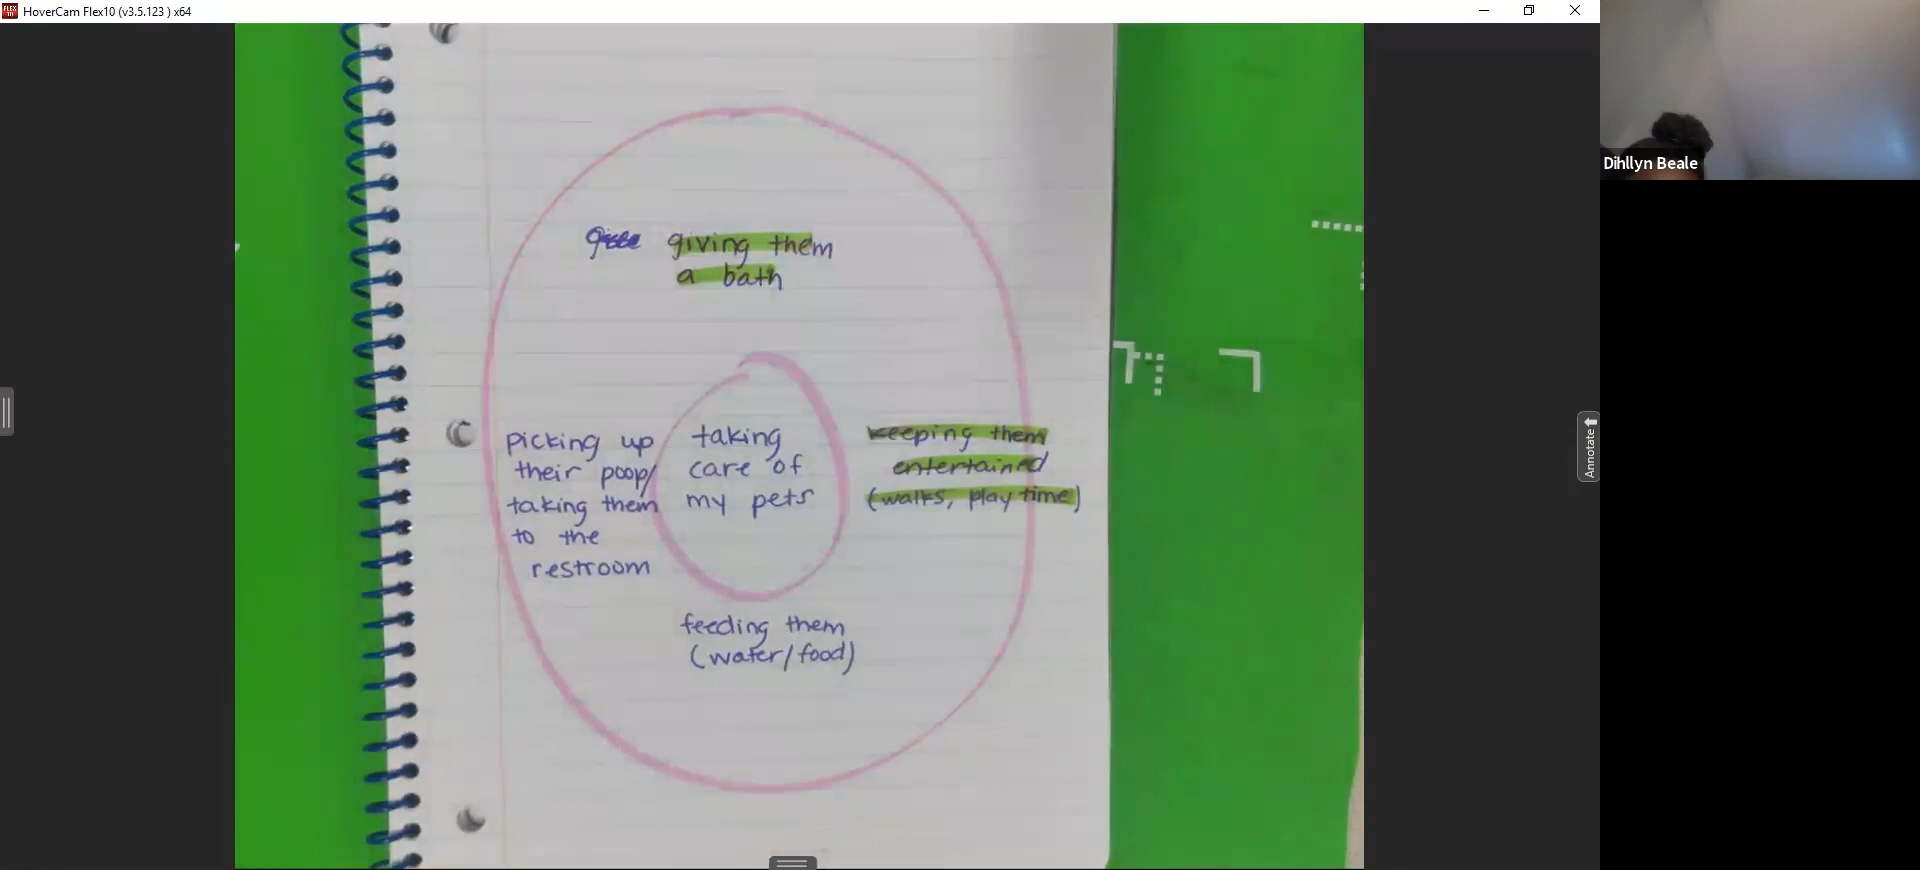 HoverCam Flex10 (v3.5.123 ) x64
Dihllyn Beale
giving them
a bath
picking up
their poop/
taking them
to the
restroom
taking
care of
my pets
keeping them
entertained
(walks, play time)
feeding them
(water/food)
Annotate